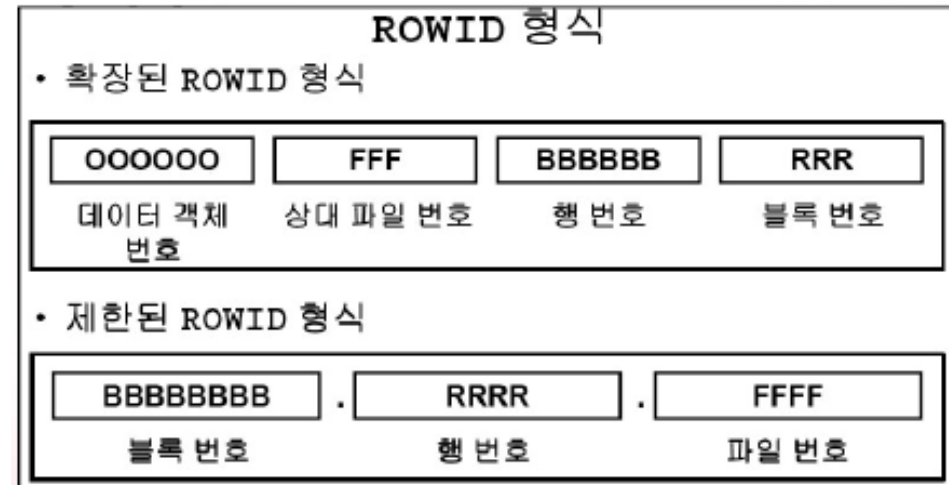 ROWID 형식
• 확장된 ROWID 형식
OOOOOO FFF BBBBBB RRR
데이터 객체 번호 상대 파일 번호 행 번호 블록 번호
• 제한된 ROWID 형식
BBBBBBBB . RRRR . FFFF
블록 번호 행 번호 파일 번호